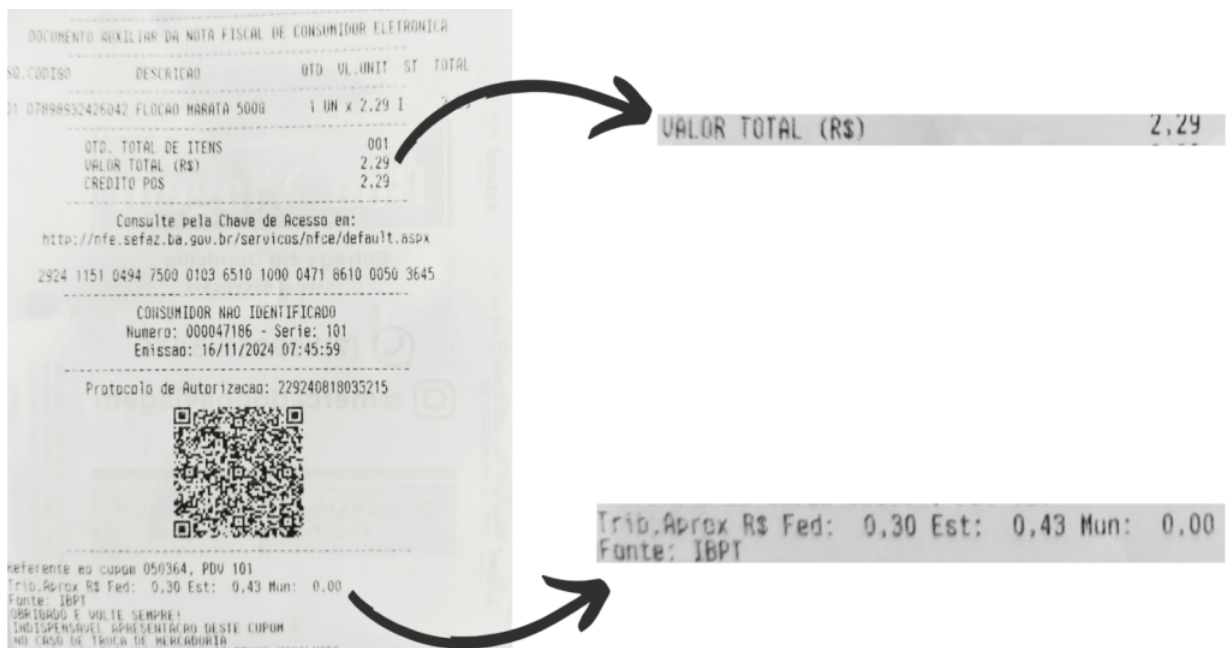 DOCUMENTO AUXILIAR DA NOTA FISCAL DE CONSUMIDOR ELETRONICA
SQ.CODIGO DESCRICAO QTD VL.UNIT ST TOTAL
01 07898932426042 FLOCAO MARATA 500G 1 UN x 2.29 I
QTD. TOTAL DE ITENS 001
VALOR TOTAL (R$) 2,29
CREDITO POS 2,29
Consulte pela Chave de Acesso em:
http://nfe.sefaz.ba.gov.br/servicos/nfce/default.aspx
2924 1151 0494 7500 0103 6510 1000 0471 8610 0050 3645
CONSUMIDOR NAO IDENTIFICADO
Numero: 000047186 - Serie: 101
Emissao: 16/11/2024 07:45:59
Protocolo de Autorizacao: 229240818033215
Referente ao cupom 050364, PDV 101
Trib.Aprox R$ Fed: 0,30 Est: 0,43 Mun: 0.00
Fonte: IBPT
OBRIGADO E VOLTE SEMPRE!
INDISPENSAVEL APRESENTACAO DESTE CUPOM
NO CASO DE TROCA DE MERCADORIA
VALOR TOTAL (R$) 2,29
Trib.Aprox R$ Fed: 0,30 Est: 0,43 Mun: 0.00
Fonte: IBPT